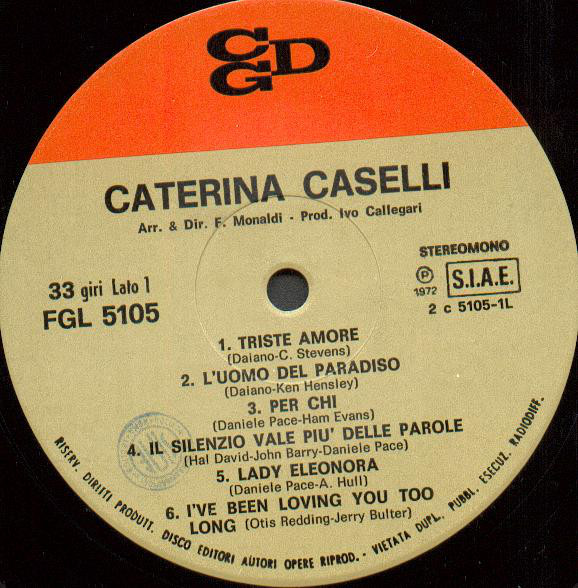 CGD
CATERINA CASELLI
Arr. & Dir. F. Monaldi - Prod. Ivo Callegari
STEREOMONO
33 giri Lato 1
FGL 5105
Ⓟ
1972
S.I.A.E.
2 c 5105-1L
1. TRISTE AMORE
(Daiano-C. Stevens)
2. L'UOMO DEL PARADISO
(Daiano-Ken Hensley)
3. PER CHI
(Daniele Pace-Ham Evans)
4. IL SILENZIO VALE PIU' DELLE PAROLE
(Hal David-John Barry-Daniele Pace)
5. LADY ELEONORA
(Daniele Pace-A. Hull)
6. I'VE BEEN LOVING YOU TOO
LONG (Otis Redding-Jerry Bulter)
RISERV. DIRITTI PRODUIT. DISCO EDITORI AUTORI OPERE RIPROD. - VIETATA DUPL. PUBBL. ESECUZ. RADIODIFF.